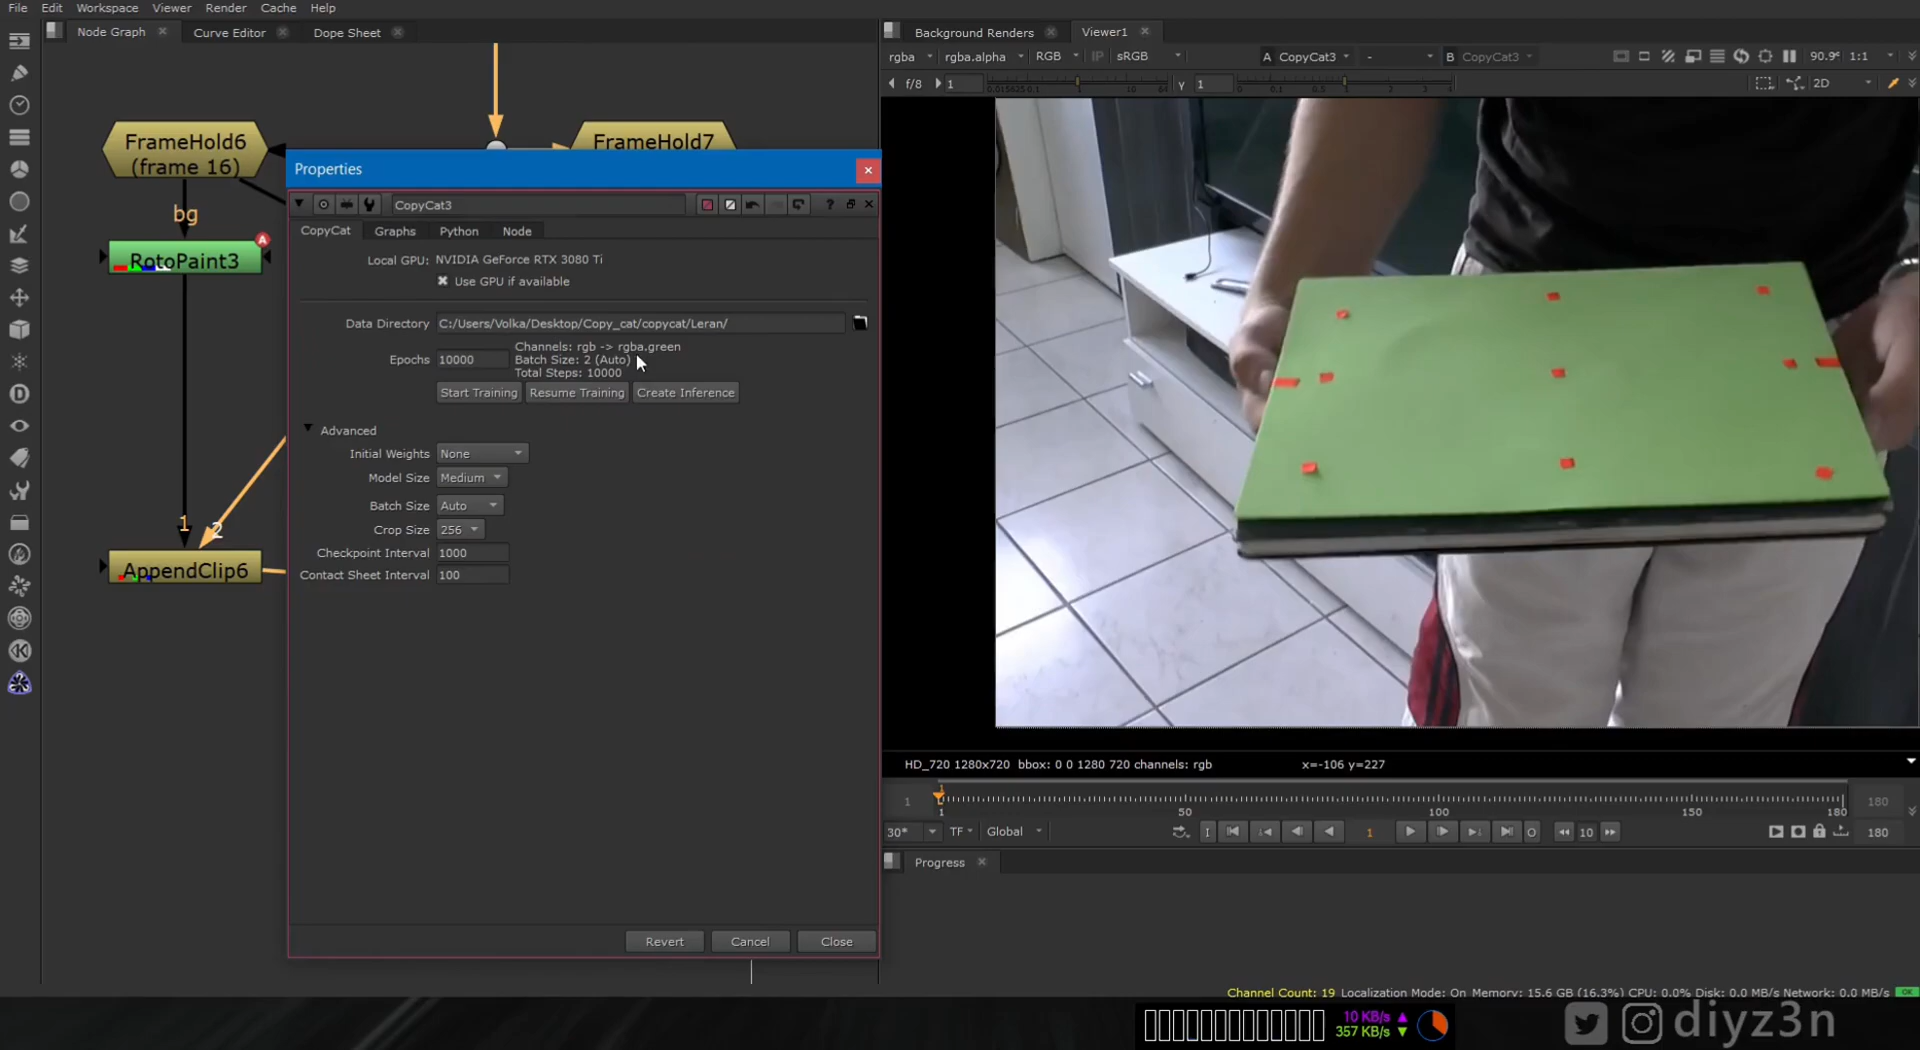 File Edit Workspace Viewer Render Cache Help
Node Graph Curve Editor Dope Sheet
FrameHold6
(frame 16)
bg
RotoPaint3
A
1
2
AppendClip6
FrameHold7
Properties
CopyCat3
CopyCat Graphs Python Node
Local GPU: NVIDIA GeForce RTX 3080 Ti
Use GPU if available
Data Directory C:/Users/Volka/Desktop/Copy_cat/copycat/Leran/
Channels: rgb -> rgba.green
Epochs 10000 Batch Size: 2 (Auto)
Total Steps: 10000
Start Training Resume Training Create Inference
Advanced
Initial Weights None
Model Size Medium
Batch Size Auto
Crop Size 256
Checkpoint Interval 1000
Contact Sheet Interval 100
Revert Cancel Close
Background Renders Viewer1
rgba rgba.alpha RGB IP sRGB A CopyCat3 - B CopyCat3 90.9% 1:1
f/8 1 γ 1 2D
HD_720 1280x720 bbox: 0 0 1280 720 channels: rgb x=-106 y=227
1 1 50 100 150 180 180
30* TF Global I 1 O 10 180
Progress
Channel Count: 19 Localization Mode: On Memory: 15.6 GB (16.3%) CPU: 0.0% Disk: 0.0 MB/s Network: 0.0 MB/s
10 KB/s
357 KB/s
diyz3n